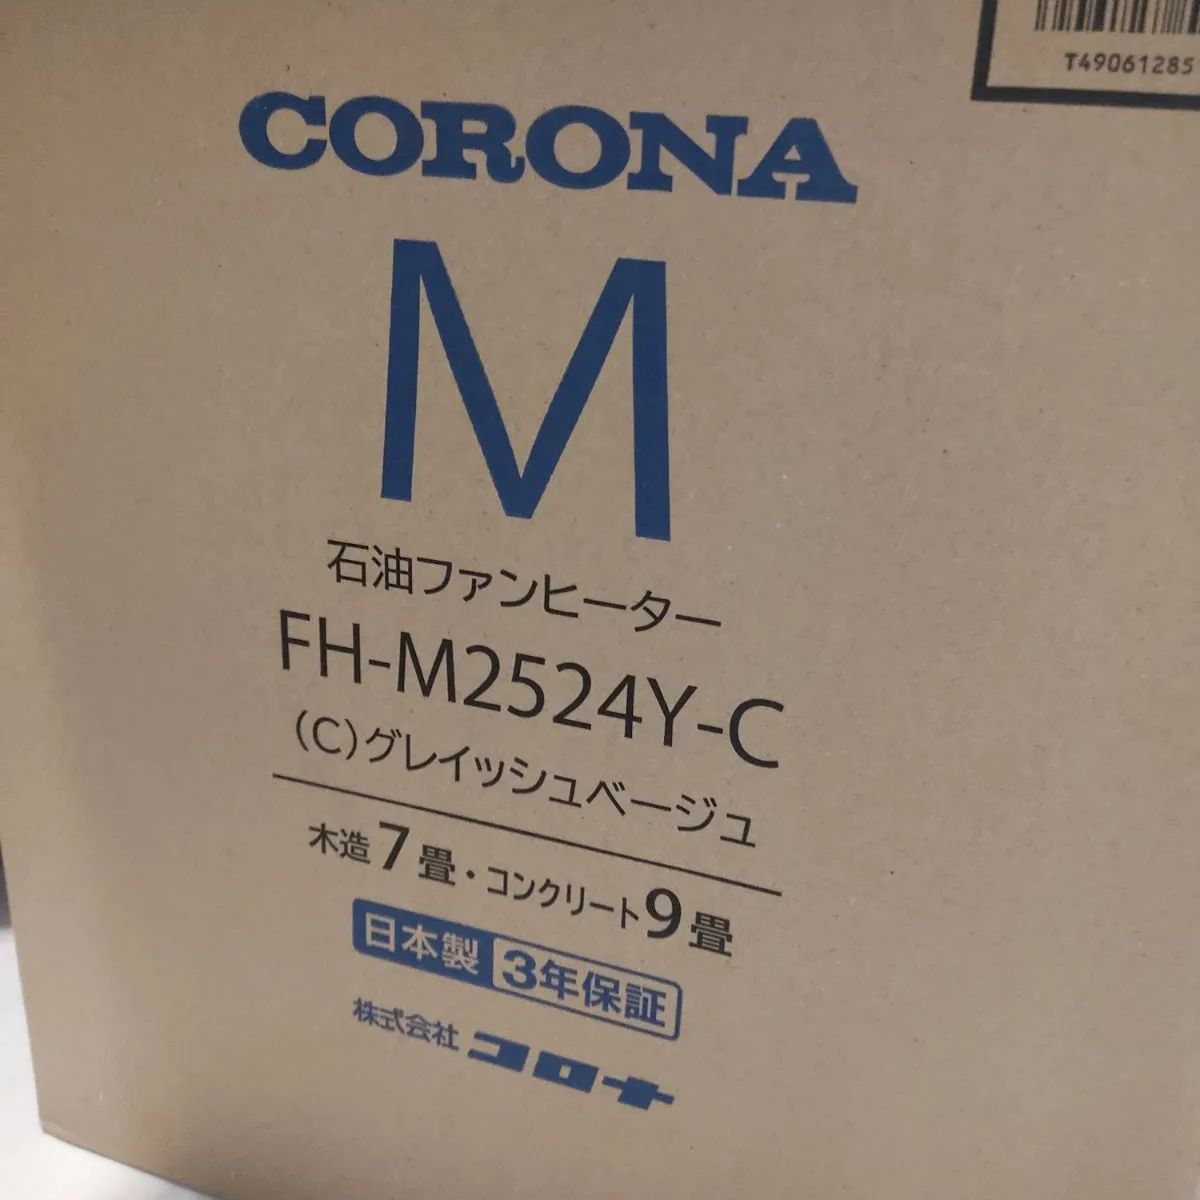 T49061285
CORONA
M
石油ファンヒーター
FH-M2524Y-C
(C)グレイッシュベージュ
木造7畳・コンクリート9畳
日本製 3年保証
株式会社 コロナ